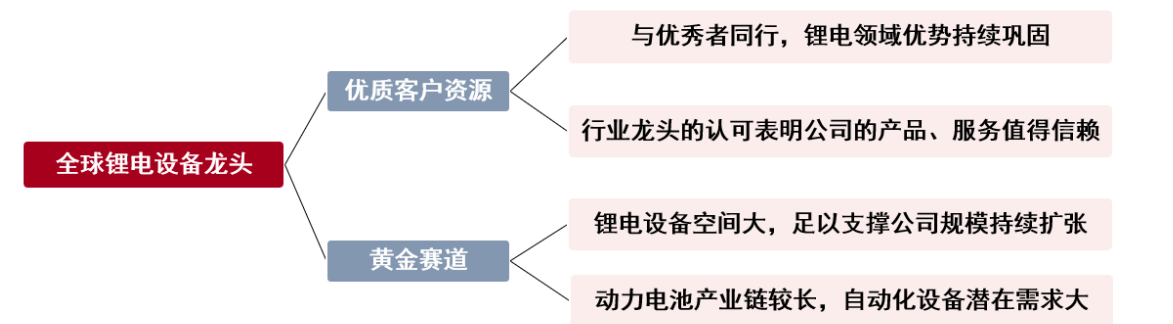 全球锂电设备龙头
优质客户资源
与优秀者同行，锂电领域优势持续巩固
行业龙头的认可表明公司的产品、服务值得信赖
黄金赛道
锂电设备空间大，足以支撑公司规模持续扩张
动力电池产业链较长，自动化设备潜在需求大